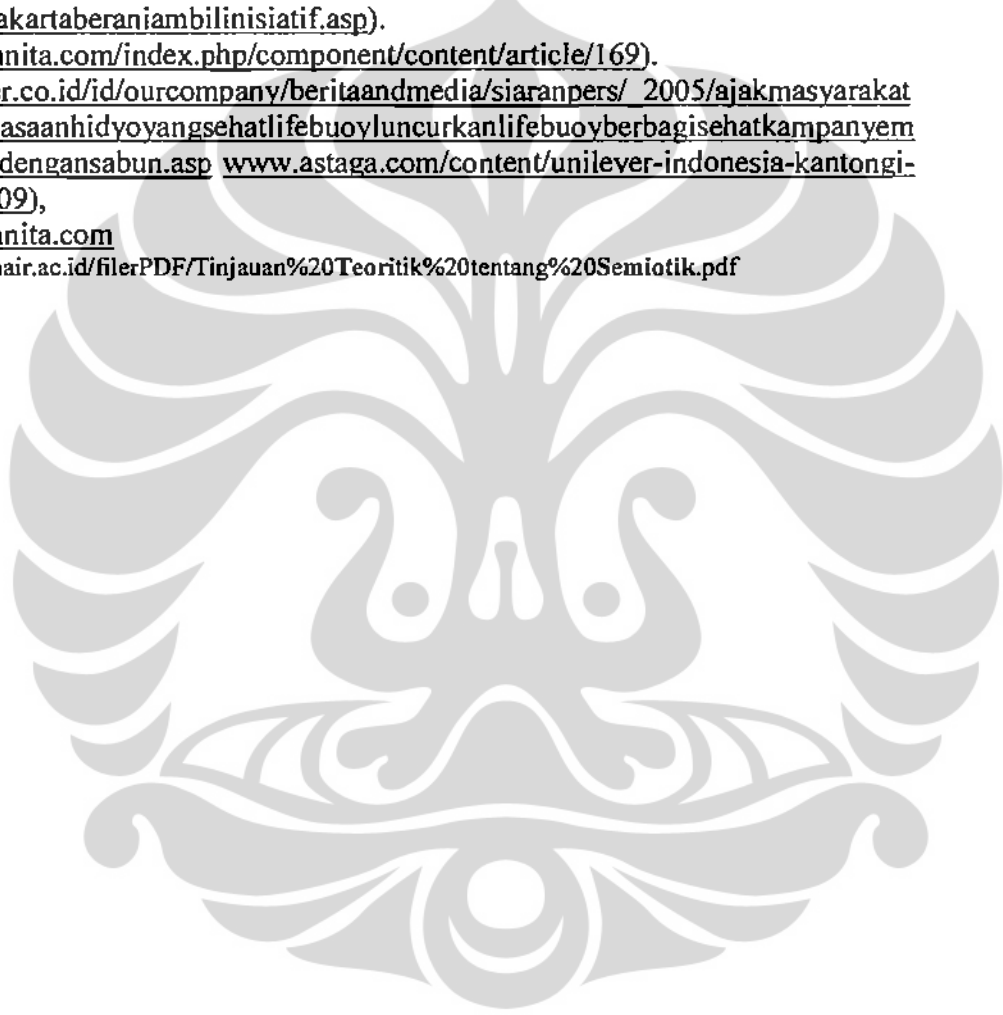 akartaberaniambilinisiatif.asp).
nita.com/index.php/component/content/article/169).
r.co.id/id/ourcompany/beritaandmedia/siaranpers/_2005/ajakmasyarakat
asaanhidyoyangsehatlifebuoyluncurkanlifebuoyberbagisehatkampanyem
dengansabun.asp www.astaga.com/content/unilever-indonesia-kantongi-
09),
nita.com
air.ac.id/filerPDF/Tinjauan%20Teoritik%20tentang%20Semiotik.pdf